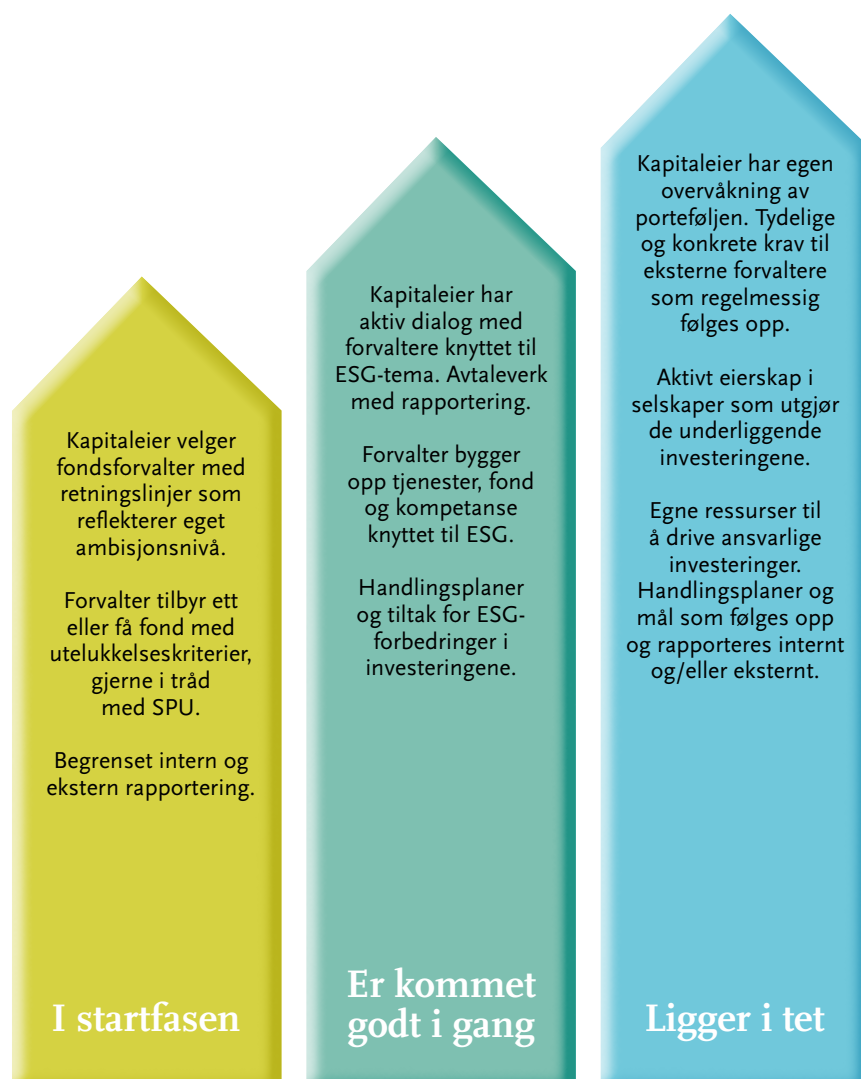 Kapitaleier velger
fondsforvalter med
retningslinjer som
reflekterer eget
ambisjonsnivå.
Forvalter tilbyr ett
eller få fond med
utelukkelseskriterier,
gjerne i tråd
med SPU.
Begrenset intern og
ekstern rapportering.
I startfasen
Kapitaleier har
aktiv dialog med
forvaltere knyttet til
ESG-tema. Avtaleverk
med rapportering.
Forvalter bygger
opp tjenester, fond
og kompetanse
knyttet til ESG.
Handlingsplaner
og tiltak for ESG-
forbedringer i
investeringene.
Er kommet
godt i gang
Kapitaleier har egen
overvåkning av
porteføljen. Tydelige
og konkrete krav til
eksterne forvaltere
som regelmessig
følges opp.
Aktivt eierskap i
selskaper som utgjør
de underliggende
investeringene.
Egne ressurser til
å drive ansvarlige
investeringer.
Handlingsplaner og
mål som følges opp
og rapporteres internt
og/eller eksternt.
Ligger i tet